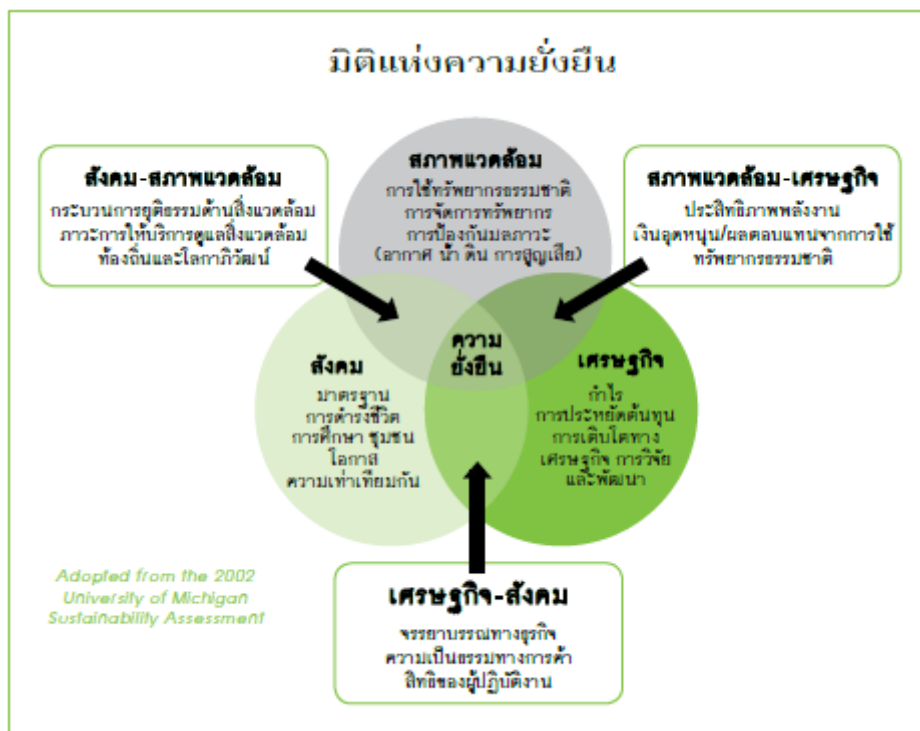 มิติแห่งความยั่งยืน
สภาพแวดล้อม
การใช้ทรัพยากรธรรมชาติ
การจัดการทรัพยากร
การป้องกันมลภาวะ
(อากาศ น้ำ ดิน การสูญเสีย)
สังคม-สภาพแวดล้อม
กระบวนการยุติธรรมด้านสิ่งแวดล้อม
ภาวะการให้บริการดูแลสิ่งแวดล้อม
ท้องถิ่นและโลกาภิวัฒน์
สภาพแวดล้อม-เศรษฐกิจ
ประสิทธิภาพพลังงาน
เงินอุดหนุน/ผลตอบแทนจากการใช้
ทรัพยากรธรรมชาติ
ความ
ยั่งยืน
สังคม
มาตรฐาน
การดำรงชีวิต
การศึกษา ชุมชน
โอกาส
ความเท่าเทียมกัน
เศรษฐกิจ
กำไร
การประหยัดต้นทุน
การเติบโตทาง
เศรษฐกิจ การวิจัย
และพัฒนา
เศรษฐกิจ-สังคม
จรรยาบรรณทางธุรกิจ
ความเป็นธรรมทางการค้า
สิทธิของผู้ปฏิบัติงาน
Adopted from the 2002
University of Michigan
Sustainability Assessment